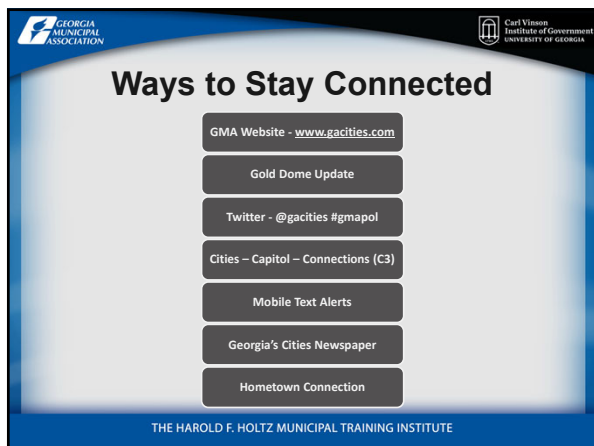 GEORGIA
MUNICIPAL
ASSOCIATION
Carl Vinson
Institute of Government
UNIVERSITY OF GEORGIA
Ways to Stay Connected
GMA Website - www.gacities.com
Gold Dome Update
Twitter - @gacities #gmapol
Cities – Capitol – Connections (C3)
Mobile Text Alerts
Georgia’s Cities Newspaper
Hometown Connection
THE HAROLD F. HOLTZ MUNICIPAL TRAINING INSTITUTE